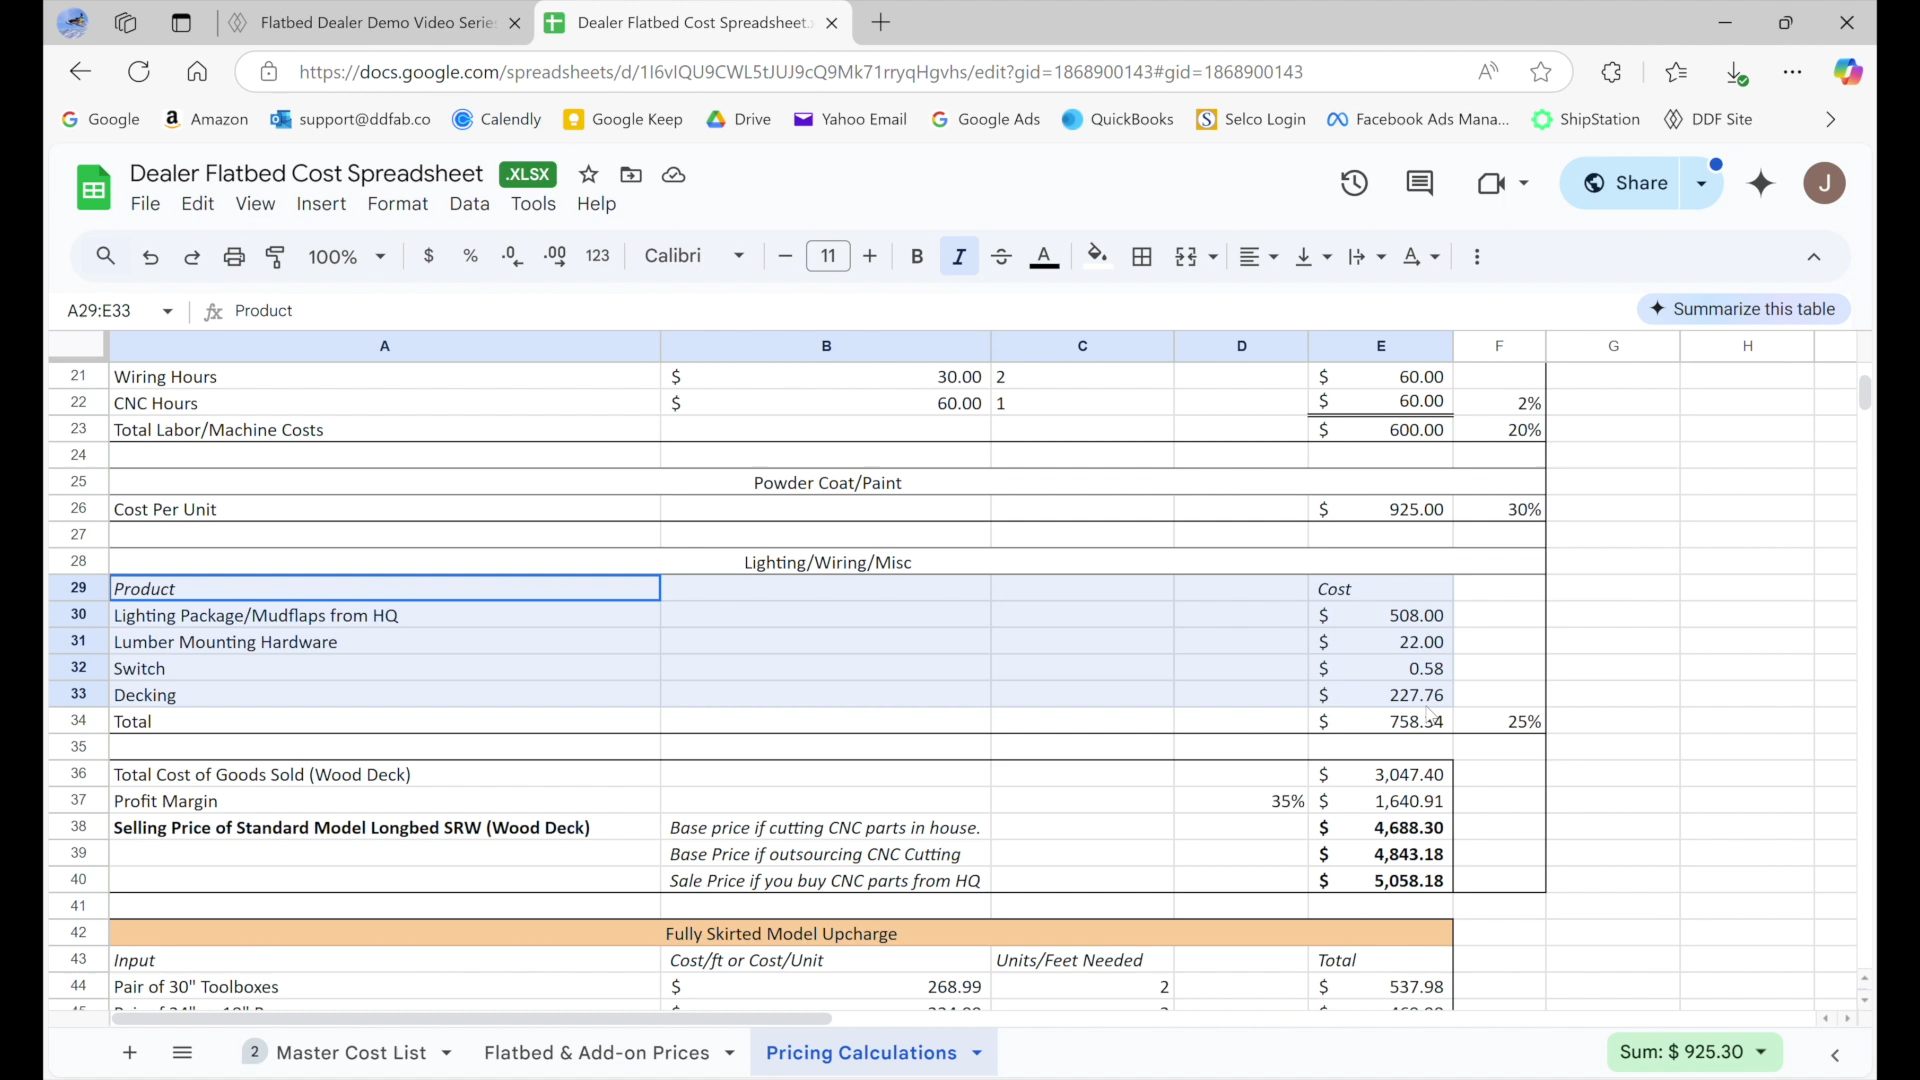 Flatbed Dealer Demo Video Serie
Dealer Flatbed Cost Spreadsheet.
https://docs.google.com/spreadsheets/d/1I6vIQU9CWL5tJUJ9cQ9Mk71rryqHgvhs/edit?gid=1868900143#gid=1868900143
Google Amazon support@ddfab.co Calendly Google Keep Drive Yahoo Email Google Ads QuickBooks Selco Login Facebook Ads Mana... ShipStation DDF Site
Dealer Flatbed Cost Spreadsheet .XLSX
File Edit View Insert Format Data Tools Help
Share J
100% $ % .0 .00 123 Calibri 11 B I A
A29:E33 fx Product
Summarize this table
A B C D E F G H
21 Wiring Hours $ 30.00 2 $ 60.00
22 CNC Hours $ 60.00 1 $ 60.00 2%
23 Total Labor/Machine Costs $ 600.00 20%
24
25 Powder Coat/Paint
26 Cost Per Unit $ 925.00 30%
27
28 Lighting/Wiring/Misc
29 Product Cost
30 Lighting Package/Mudflaps from HQ $ 508.00
31 Lumber Mounting Hardware $ 22.00
32 Switch $ 0.58
33 Decking $ 227.76
34 Total $ 758.34 25%
35
36 Total Cost of Goods Sold (Wood Deck) $ 3,047.40
37 Profit Margin 35% $ 1,640.91
38 Selling Price of Standard Model Longbed SRW (Wood Deck) Base price if cutting CNC parts in house. $ 4,688.30
39 Base Price if outsourcing CNC Cutting $ 4,843.18
40 Sale Price if you buy CNC parts from HQ $ 5,058.18
41
42 Fully Skirted Model Upcharge
43 Input Cost/ft or Cost/Unit Units/Feet Needed Total
44 Pair of 30" Toolboxes $ 268.99 2 $ 537.98
2 Master Cost List Flatbed & Add-on Prices Pricing Calculations Sum: $ 925.30